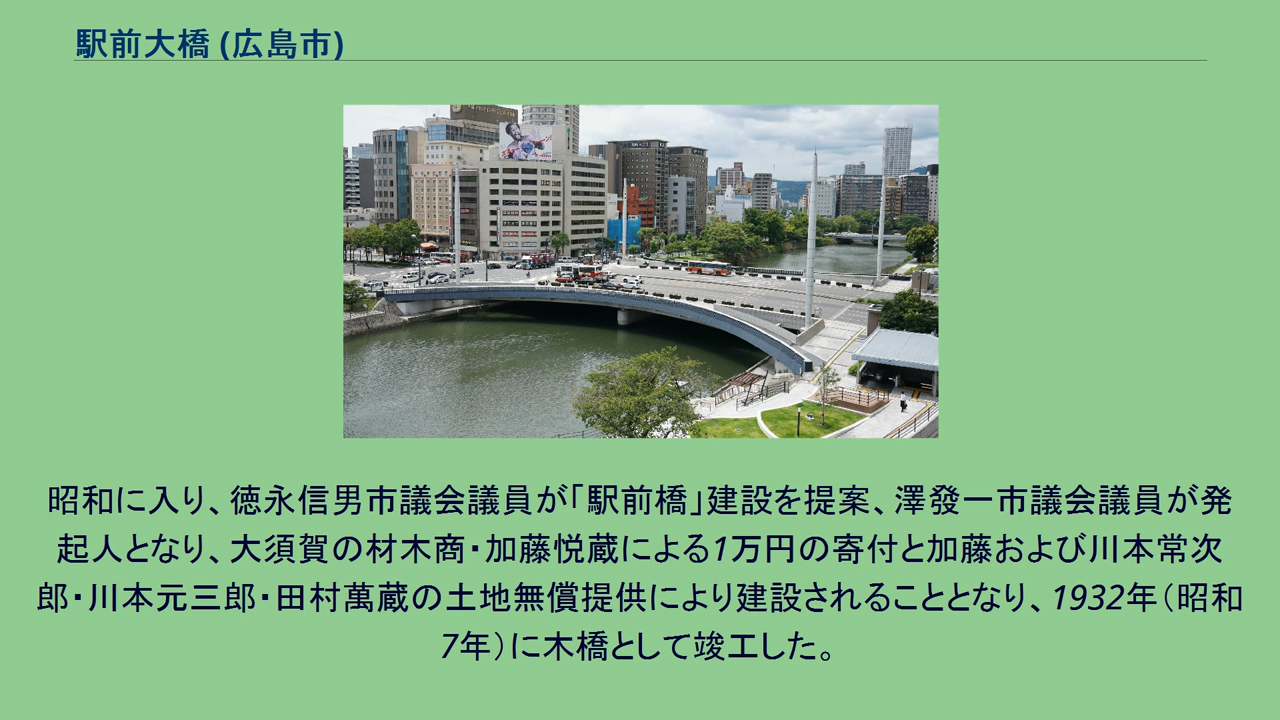 駅前大橋 (広島市)
昭和に入り、徳永信男市議会議員が「駅前橋」建設を提案、澤發一市議会議員が発
起人となり、大須賀の材木商・加藤悦蔵による1万円の寄付と加藤および川本常次
郎・川本元三郎・田村萬蔵の土地無償提供により建設されることとなり、1932年（昭和
7年）に木橋として竣工した。